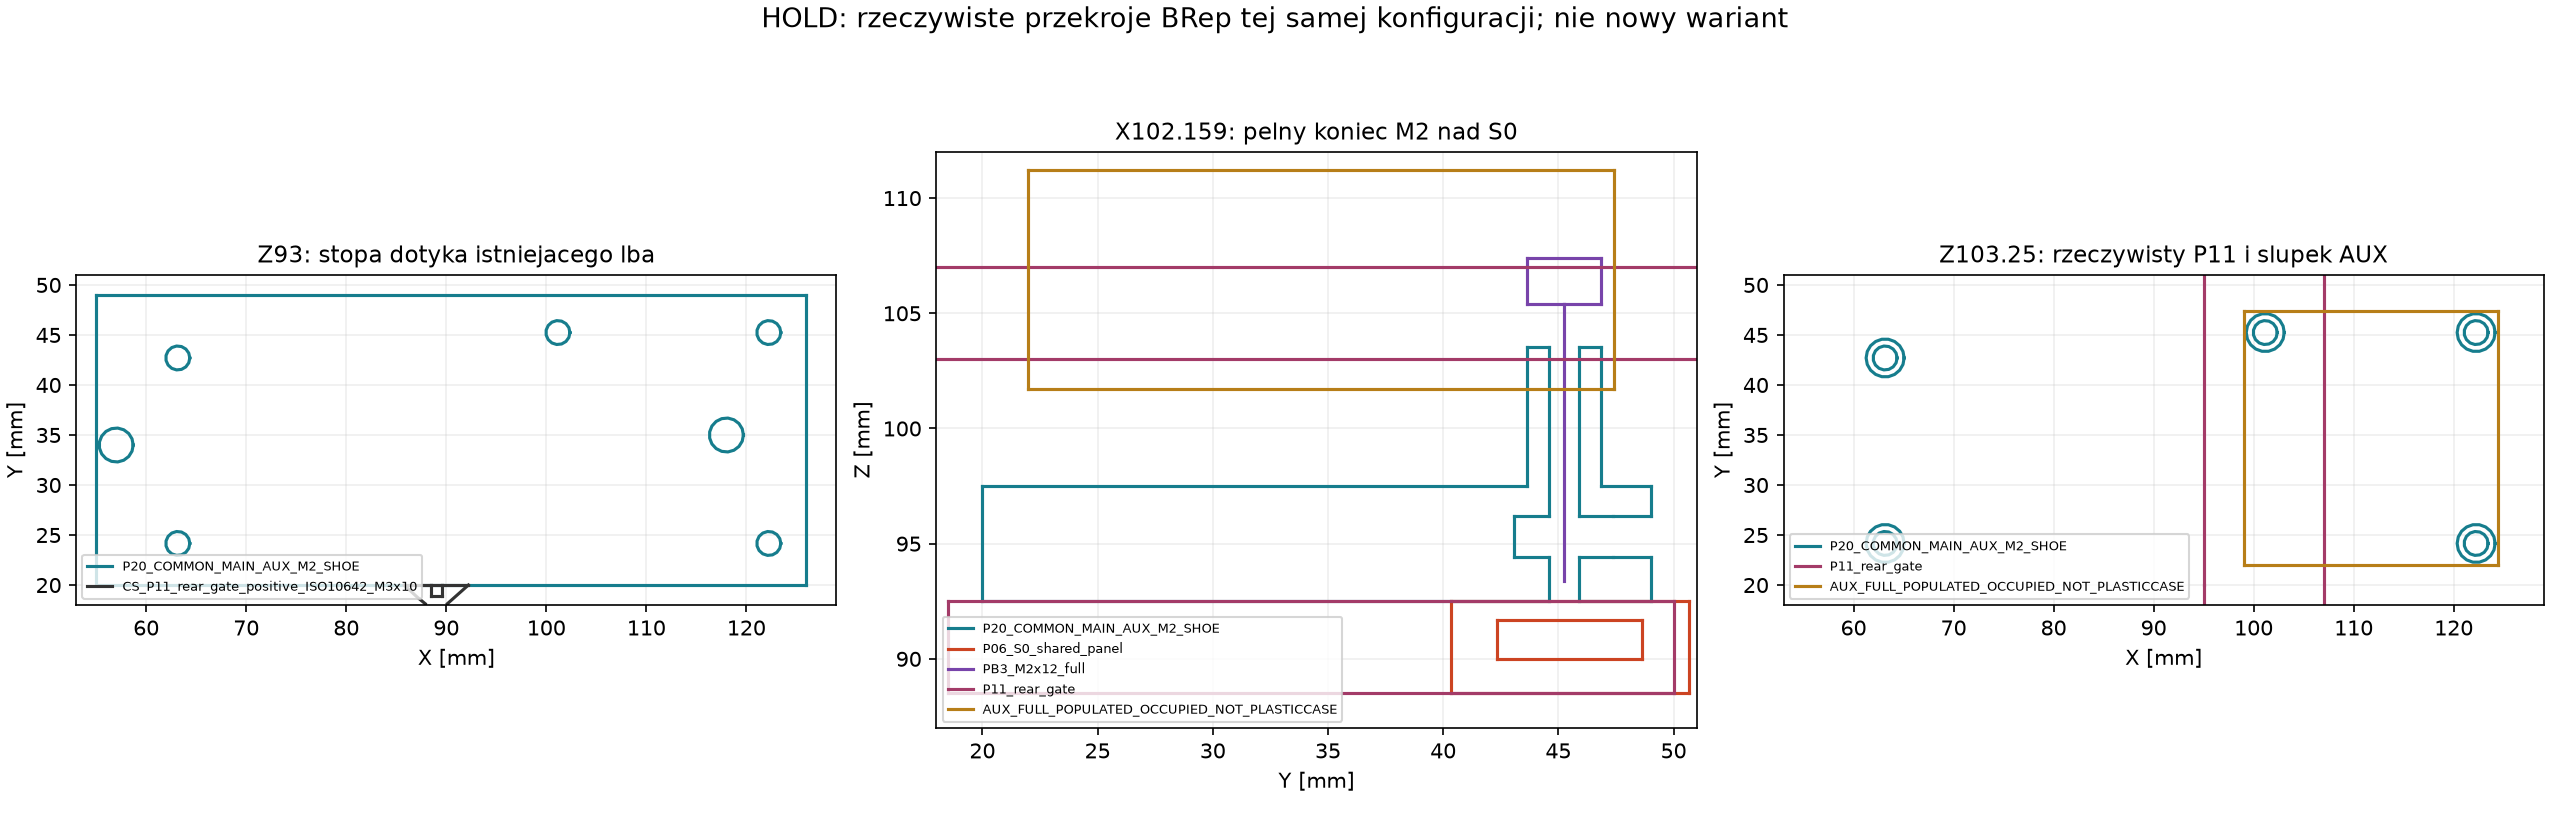 HOLD: rzeczywiste przekroje BRep tej samej konfiguracji; nie nowy wariant
Z93: stopa dotyka istniejacego lba
50
45
40
35
30
25
20
Y [mm]
P20_COMMON_MAIN_AUX_M2_SHOE
CS_P11_rear_gate_positive_ISO10642_M3x10
60 70 80 90 100 110 120
X [mm]
X102.159: pelny koniec M2 nad S0
110
105
100
95
90
Z [mm]
P20_COMMON_MAIN_AUX_M2_SHOE
P06_S0_shared_panel
PB3_M2x12_full
P11_rear_gate
AUX_FULL_POPULATED_OCCUPIED_NOT_PLASTICCASE
20 25 30 35 40 45 50
Y [mm]
Z103.25: rzeczywisty P11 i slupek AUX
50
45
40
35
30
25
20
Y [mm]
P20_COMMON_MAIN_AUX_M2_SHOE
P11_rear_gate
AUX_FULL_POPULATED_OCCUPIED_NOT_PLASTICCASE
60 70 80 90 100 110 120
X [mm]